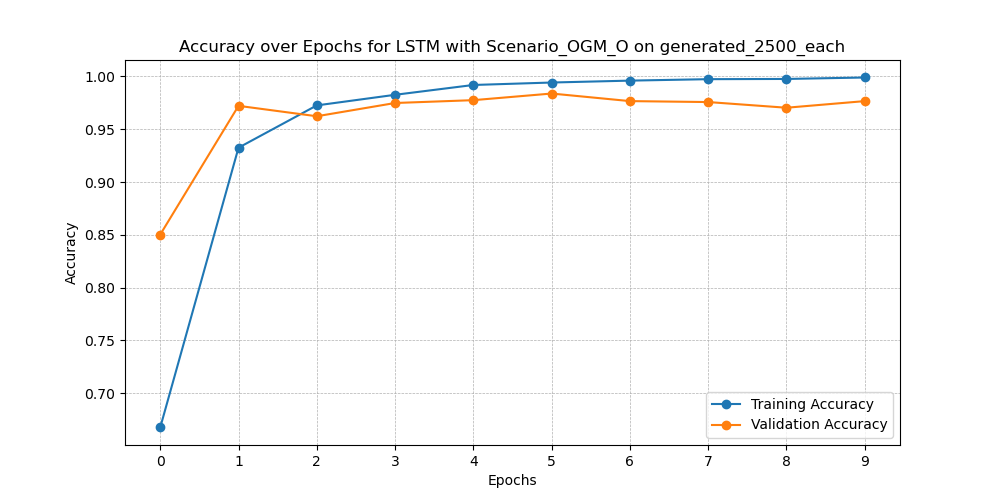 Accuracy over Epochs for LSTM with Scenario_OGM_O on generated_2500_each
1.00
0.95
0.90
0.85
0.80
0.75
0.70
Accuracy
0 1 2 3 4 5 6 7 8 9
Epochs
Training Accuracy
Validation Accuracy